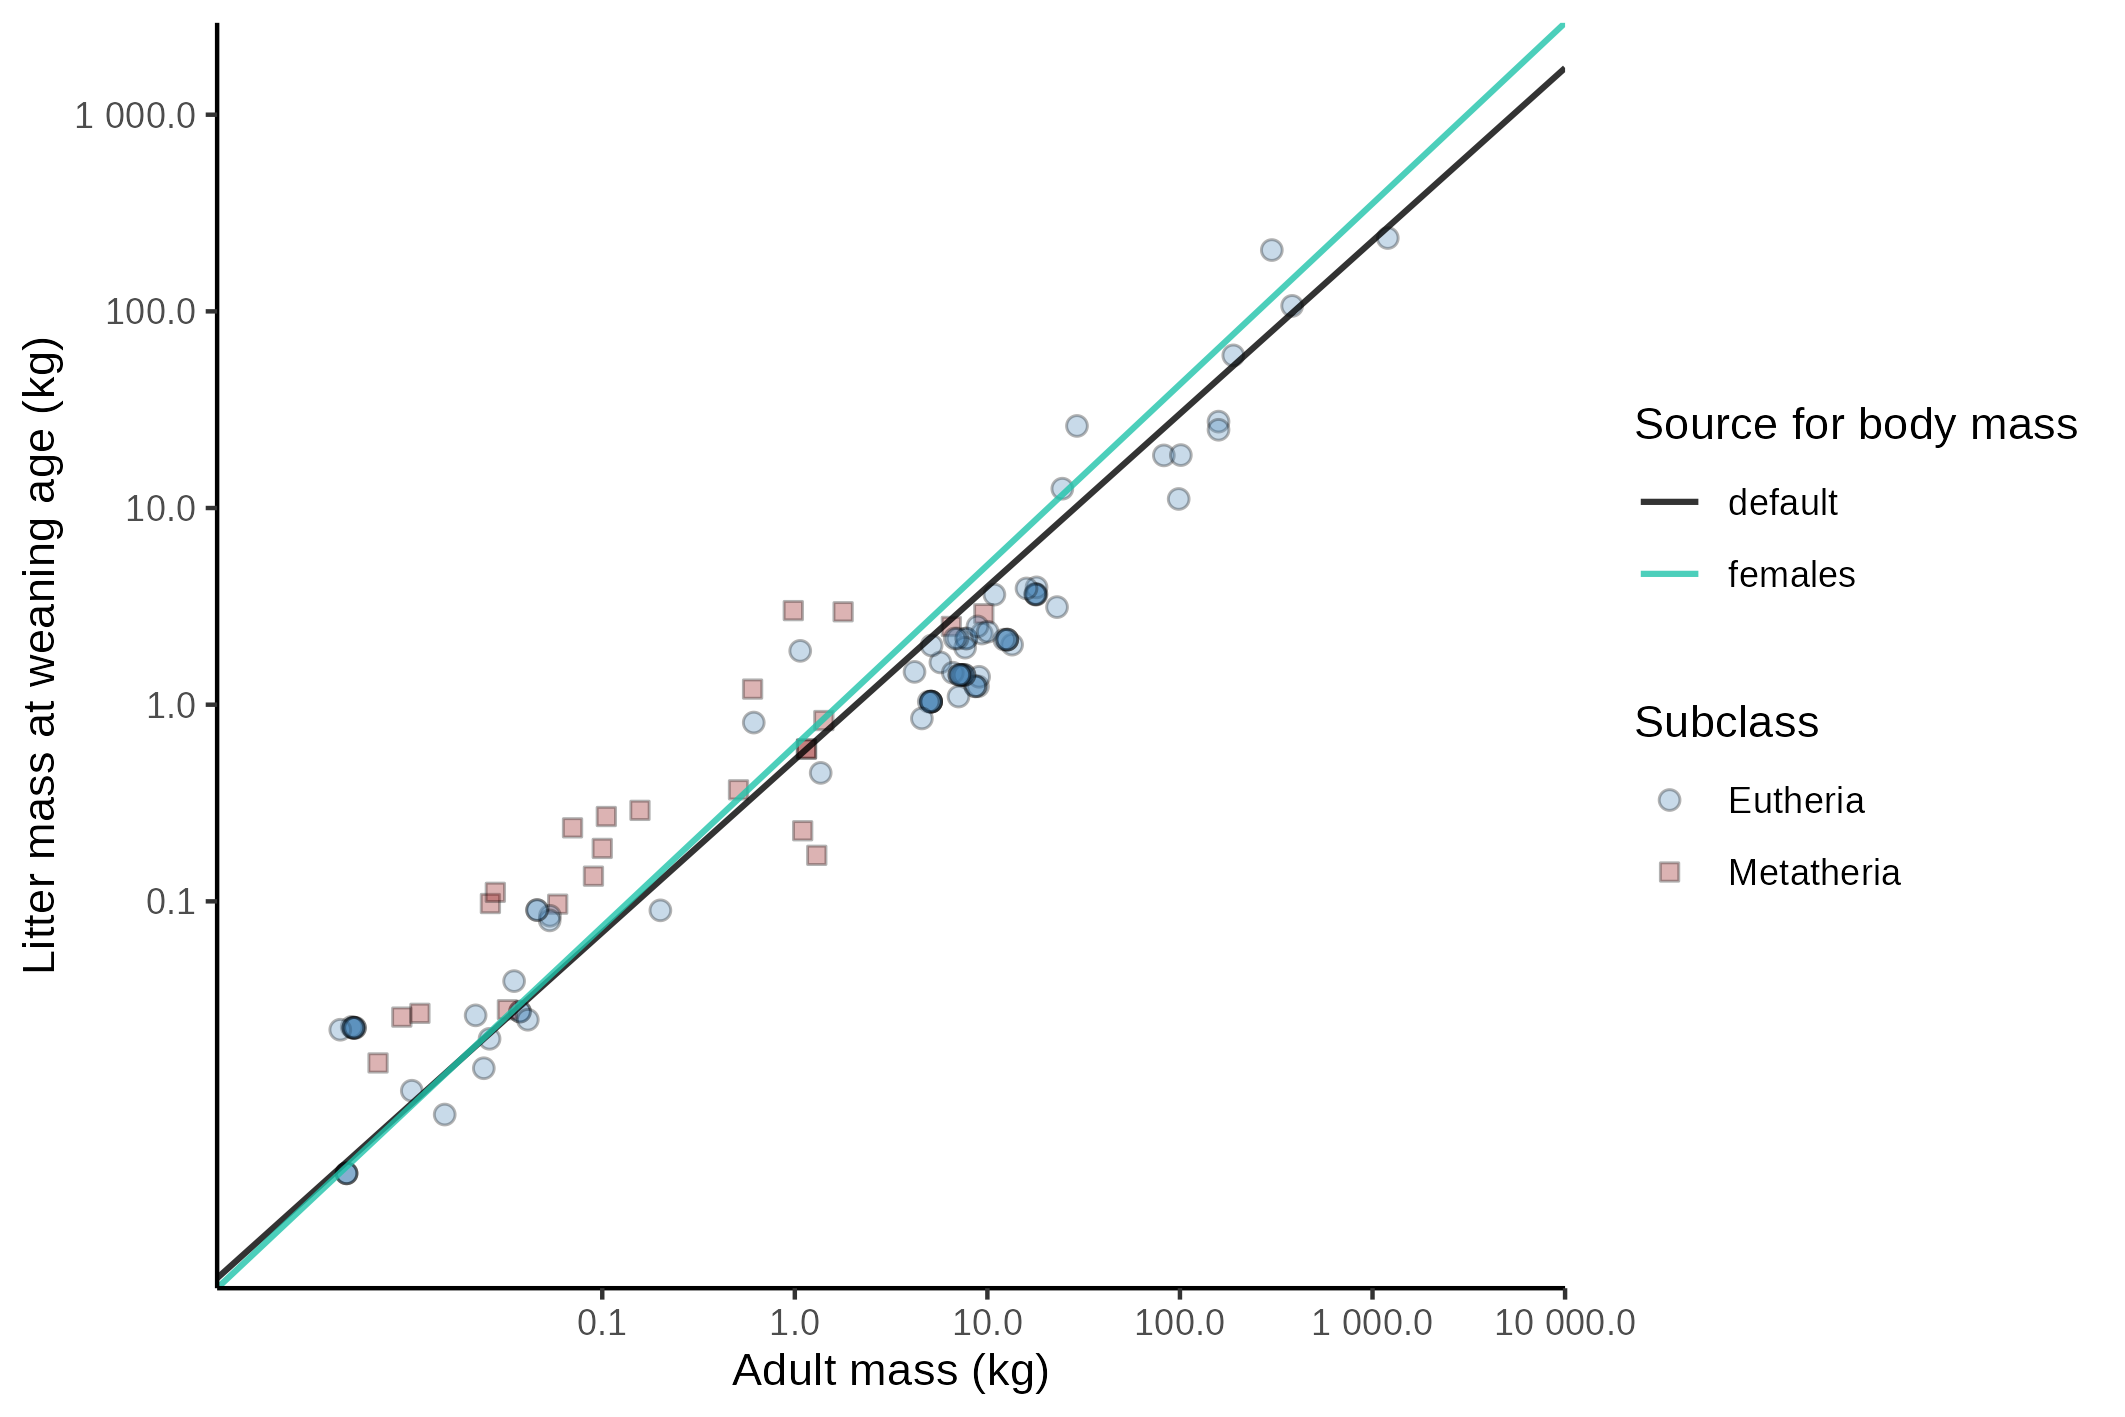 Litter mass at weaning age (kg)
1 000.0
100.0
10.0
1.0
0.1
0.1
1.0
10.0
100.0
1 000.0
10 000.0
Adult mass (kg)
Source for body mass
default
females
Subclass
Eutheria
Metatheria